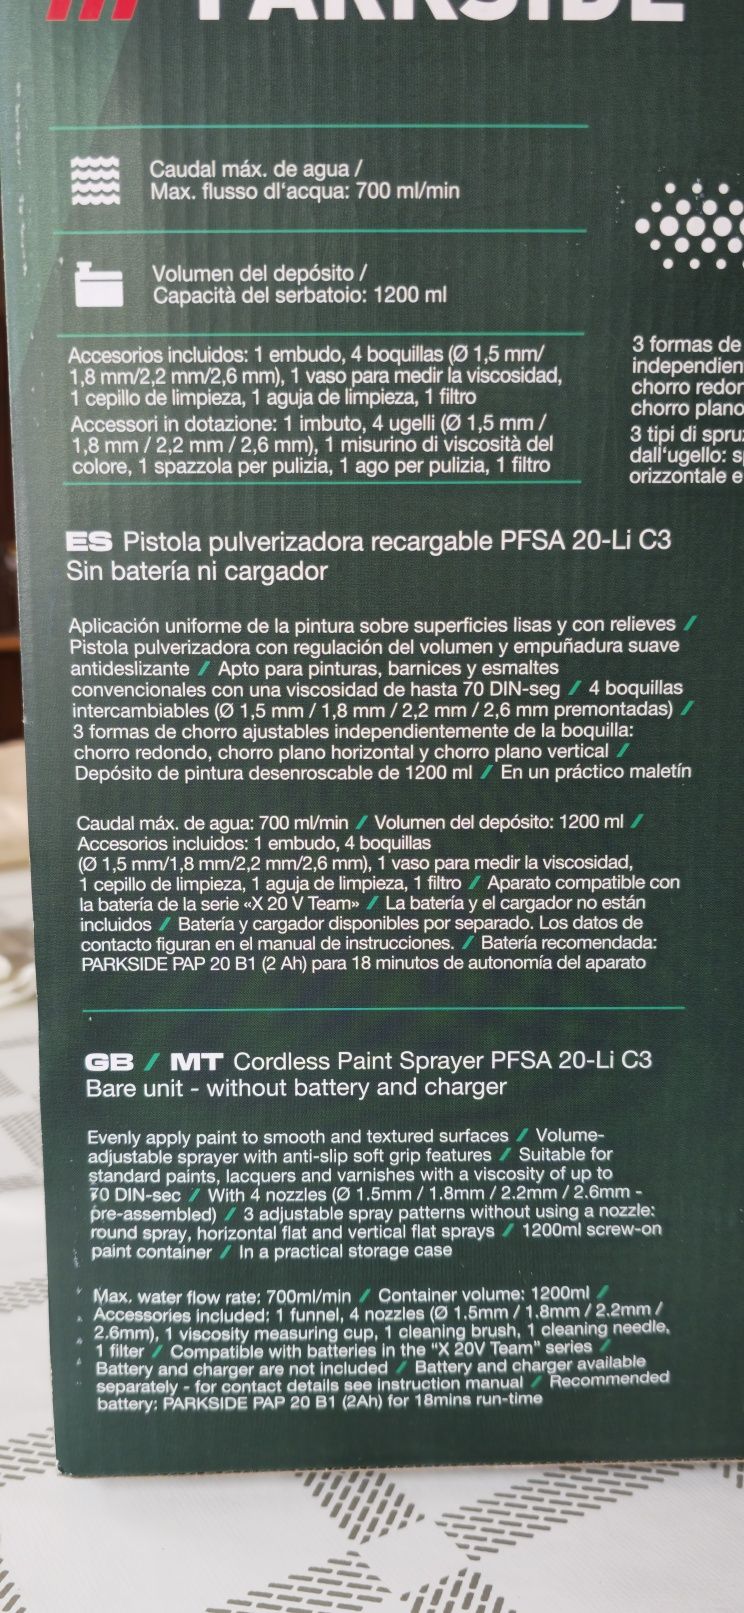 PARKSIDE
Caudal máx. de agua /
Max. flusso dl'acqua: 700 ml/min
Volumen del depósito /
Capacità del serbatoio: 1200 ml
Accesorios incluidos: 1 embudo, 4 boquillas (Ø 1,5 mm/
1,8 mm/2,2 mm/2,6 mm), 1 vaso para medir la viscosidad,
1 cepillo de limpieza, 1 aguja de limpieza, 1 filtro
Accessori in dotazione: 1 imbuto, 4 ugelli (Ø 1,5 mm /
1,8 mm / 2,2 mm / 2,6 mm), 1 misurino di viscosità del
colore, 1 spazzola per pulizia, 1 ago per pulizia, 1 filtro
3 formas de
independien
chorro redon
chorro plano
3 tipi di spruz
dall'ugello: s
orizzontale e
ES Pistola pulverizadora recargable PFSA 20-Li C3
Sin batería ni cargador
Aplicación uniforme de la pintura sobre superficies lisas y con relieves /
Pistola pulverizadora con regulación del volumen y empuñadura suave
antideslizante / Apto para pinturas, barnices y esmaltes
convencionales con una viscosidad de hasta 70 DIN-seg / 4 boquillas
intercambiables (Ø 1,5 mm / 1,8 mm / 2,2 mm / 2,6 mm premontadas) /
3 formas de chorro ajustables independientemente de la boquilla:
chorro redondo, chorro plano horizontal y chorro plano vertical /
Depósito de pintura desenroscable de 1200 ml / En un práctico maletín
Caudal máx. de agua: 700 ml/min / Volumen del depósito: 1200 ml /
Accesorios incluidos: 1 embudo, 4 boquillas
(Ø 1,5 mm/1,8 mm/2,2 mm/2,6 mm), 1 vaso para medir la viscosidad,
1 cepillo de limpieza, 1 aguja de limpieza, 1 filtro / Aparato compatible con
la batería de la serie «X 20 V Team» / La batería y el cargador no están
incluidos / Batería y cargador disponibles por separado. Los datos de
contacto figuran en el manual de instrucciones. / Batería recomendada:
PARKSIDE PAP 20 B1 (2 Ah) para 18 minutos de autonomía del aparato
GB / MT Cordless Paint Sprayer PFSA 20-Li C3
Bare unit - without battery and charger
Evenly apply paint to smooth and textured surfaces / Volume-
adjustable sprayer with anti-slip soft grip features / Suitable for
standard paints, lacquers and varnishes with a viscosity of up to
70 DIN-sec / With 4 nozzles (Ø 1.5mm / 1.8mm / 2.2mm / 2.6mm -
pre-assembled) / 3 adjustable spray patterns without using a nozzle:
round spray, horizontal flat and vertical flat sprays / 1200ml screw-on
paint container / In a practical storage case
Max. water flow rate: 700ml/min / Container volume: 1200ml /
Accessories included: 1 funnel, 4 nozzles (Ø 1.5mm / 1.8mm / 2.2mm /
2.6mm), 1 viscosity measuring cup, 1 cleaning brush, 1 cleaning needle,
1 filter / Compatible with batteries in the "X 20V Team" series /
Battery and charger are not included / Battery and charger available
separately - for contact details see instruction manual / Recommended
battery: PARKSIDE PAP 20 B1 (2Ah) for 18mins run-time